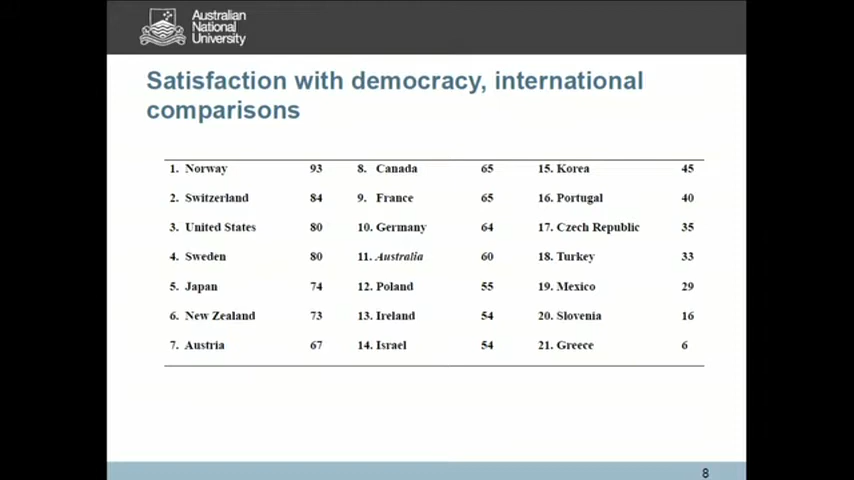 Australian
National
University
Satisfaction with democracy, international
comparisons
1. Norway 93 8. Canada 65 15. Korea 45
2. Switzerland 84 9. France 65 16. Portugal 40
3. United States 80 10. Germany 64 17. Czech Republic 35
4. Sweden 80 11. Australia 60 18. Turkey 33
5. Japan 74 12. Poland 55 19. Mexico 29
6. New Zealand 73 13. Ireland 54 20. Slovenia 16
7. Austria 67 14. Israel 54 21. Greece 6
8